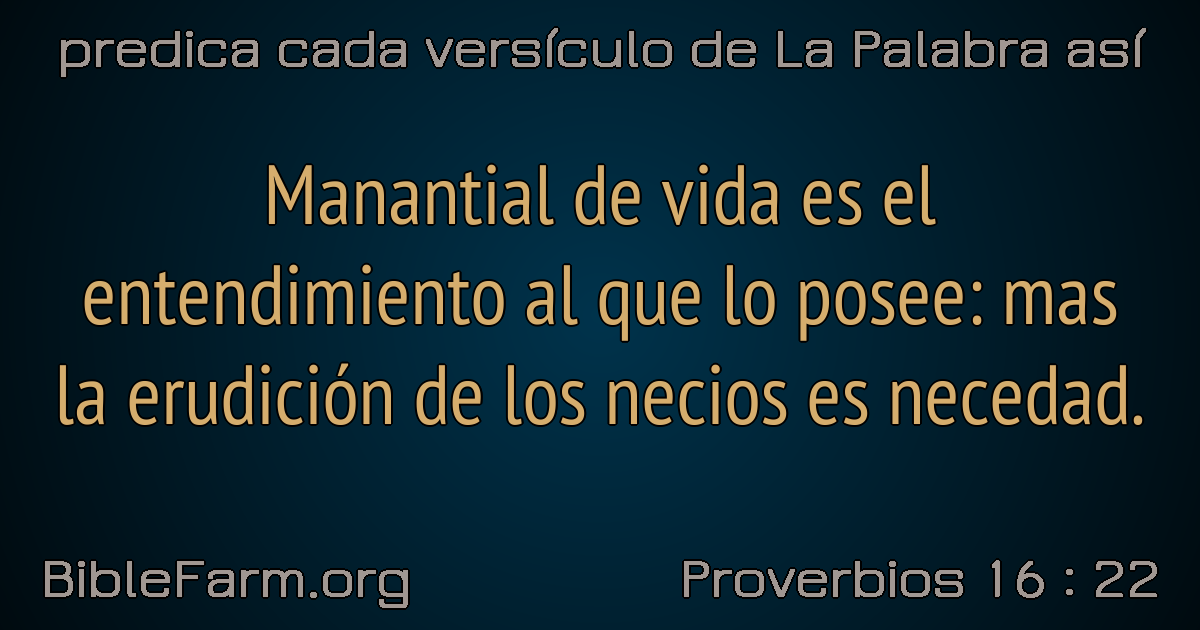 predica cada versículo de La Palabra así
Manantial de vida es el
entendimiento al que lo posee: mas
la erudición de los necios es necedad.
BibleFarm.org
Proverbios 16 : 22